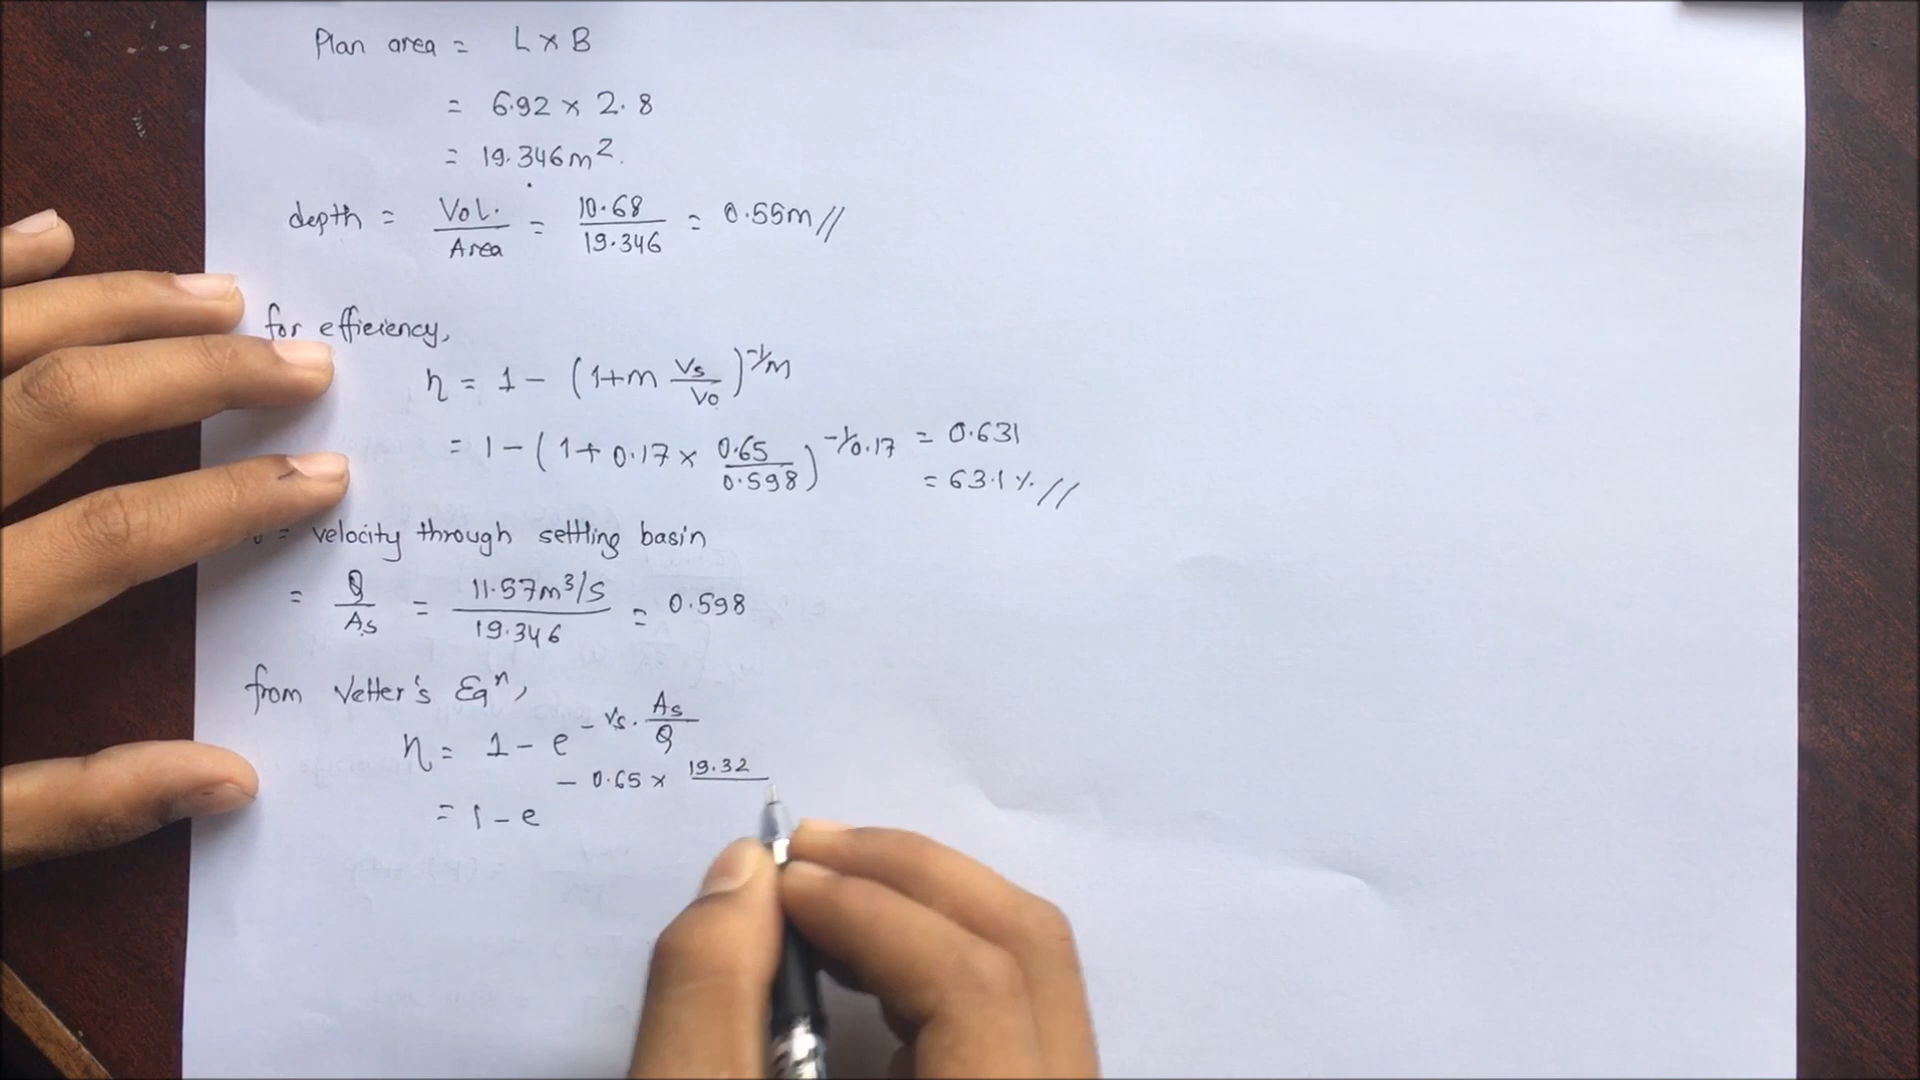 Plan area = L × B
= 6.92 × 2.8
= 19.346m².
depth = Vol./Area = 10.68/19.346 = 0.55m //
for efficiency,
η = 1 - (1+m Vs/Vo)^-1/m
= 1 - (1 + 0.17 × 0.65/0.598)^-1/0.17 = 0.631
= 63.1% //
= velocity through settling basin
= Q/As = 11.57m³/s / 19.346 = 0.598
from Vetter's Eqⁿ,
η = 1 - e^- Vs. As/Q
= 1 - e^- 0.65 × 19.32